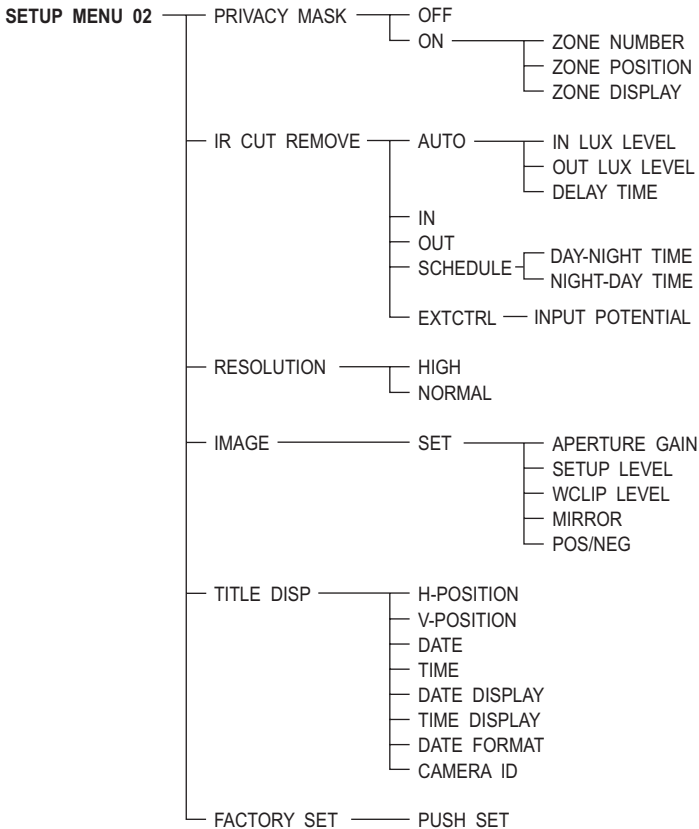 SETUP MENU 02 PRIVACY MASK OFF
ON ZONE NUMBER
ZONE POSITION
ZONE DISPLAY
IR CUT REMOVE AUTO IN LUX LEVEL
OUT LUX LEVEL
DELAY TIME
IN
OUT
SCHEDULE DAY-NIGHT TIME
NIGHT-DAY TIME
EXTCTRL INPUT POTENTIAL
RESOLUTION HIGH
NORMAL
IMAGE SET APERTURE GAIN
SETUP LEVEL
WCLIP LEVEL
MIRROR
POS/NEG
TITLE DISP H-POSITION
V-POSITION
DATE
TIME
DATE DISPLAY
TIME DISPLAY
DATE FORMAT
CAMERA ID
FACTORY SET PUSH SET